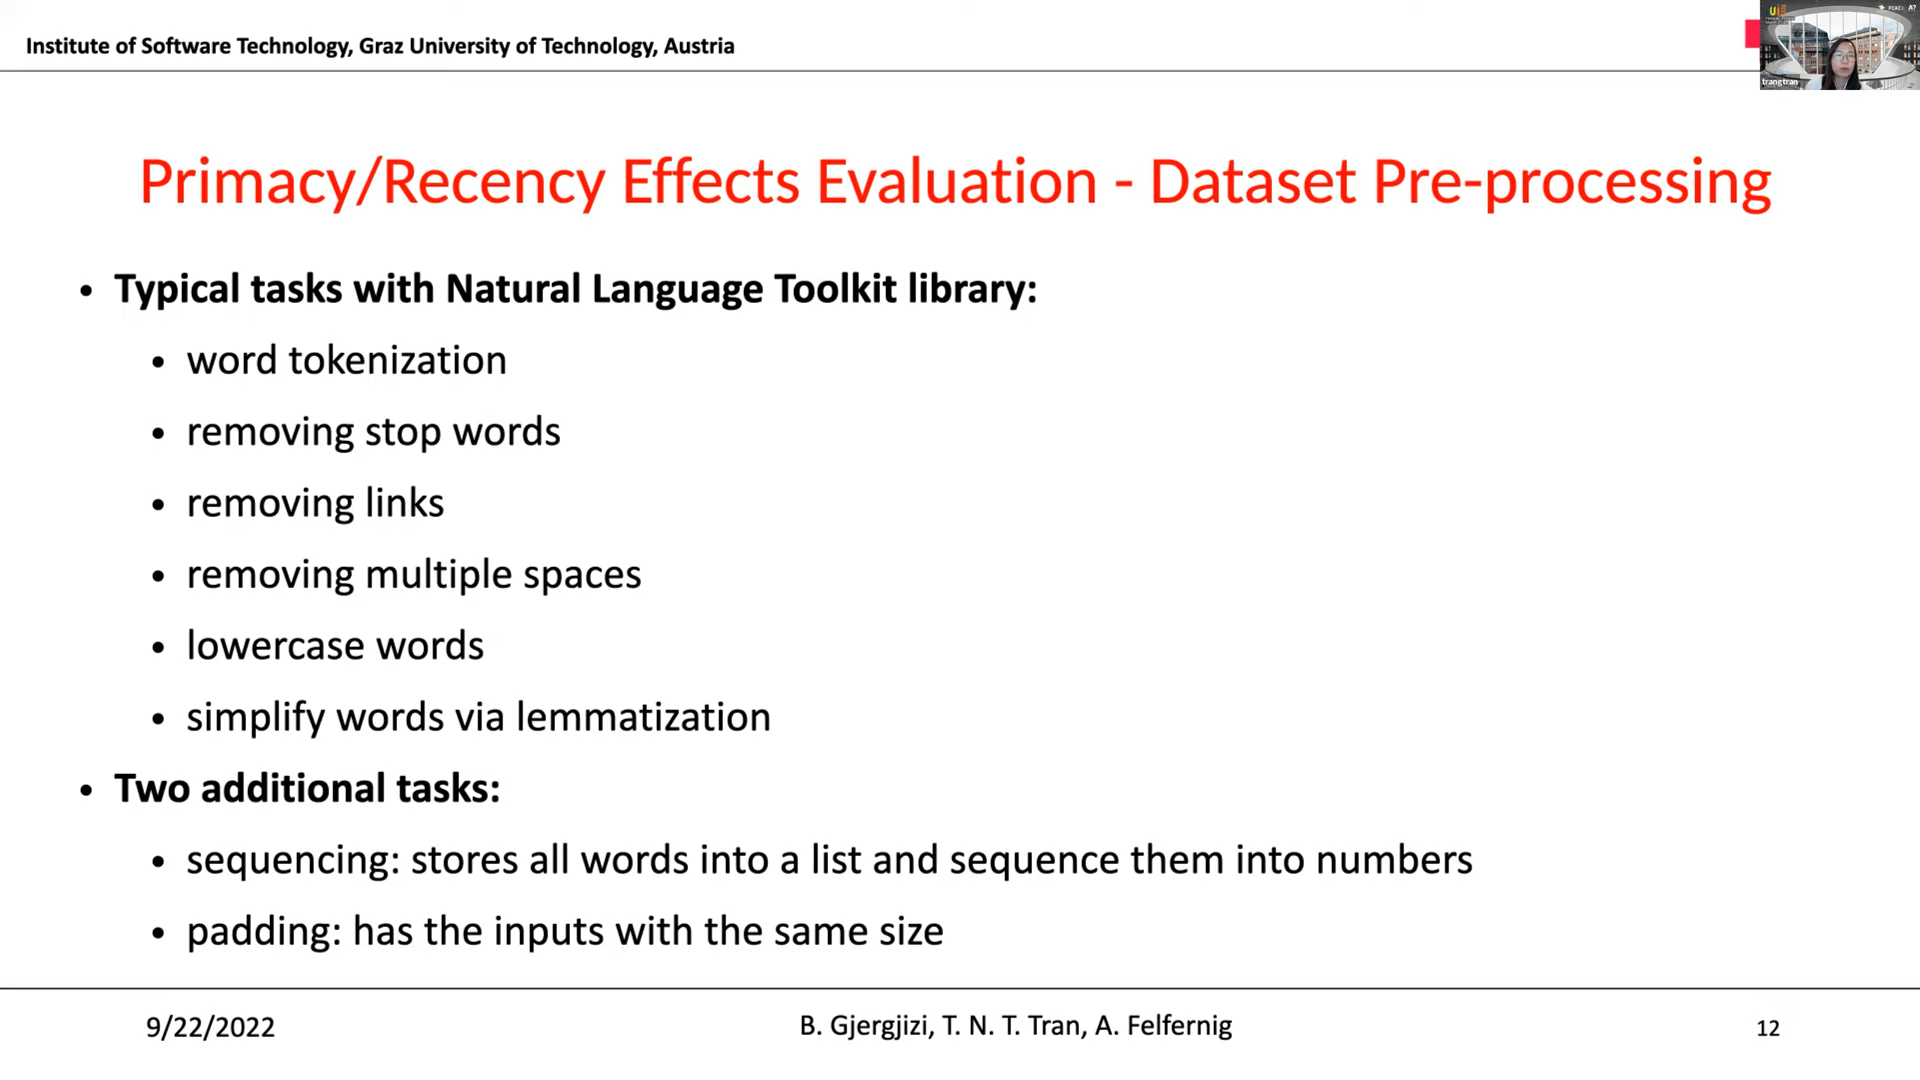 Institute of Software Technology, Graz University of Technology, Austria
trangtran
Primacy/Recency Effects Evaluation - Dataset Pre-processing
• Typical tasks with Natural Language Toolkit library:
• word tokenization
• removing stop words
• removing links
• removing multiple spaces
• lowercase words
• simplify words via lemmatization
• Two additional tasks:
• sequencing: stores all words into a list and sequence them into numbers
• padding: has the inputs with the same size
9/22/2022
B. Gjergjizi, T. N. T. Tran, A. Felfernig
12